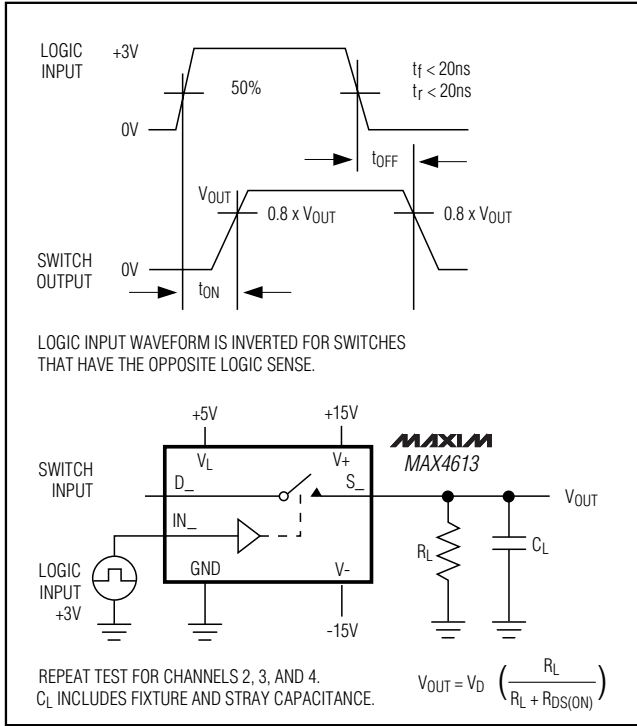 LOGIC
INPUT
+3V
0V
50%
tf < 20ns
tr < 20ns
tOFF
VOUT
0.8 x VOUT
0.8 x VOUT
SWITCH
OUTPUT
0V
tON
LOGIC INPUT WAVEFORM IS INVERTED FOR SWITCHES
THAT HAVE THE OPPOSITE LOGIC SENSE.
+5V
+15V
MAXIM
MAX4613
VL
V+
SWITCH
INPUT
D_
S_
VOUT
IN_
RL
CL
LOGIC
INPUT
+3V
GND
V-
-15V
REPEAT TEST FOR CHANNELS 2, 3, AND 4.
CL INCLUDES FIXTURE AND STRAY CAPACITANCE.
VOUT = VD ( RL / RL + RDS(ON) )